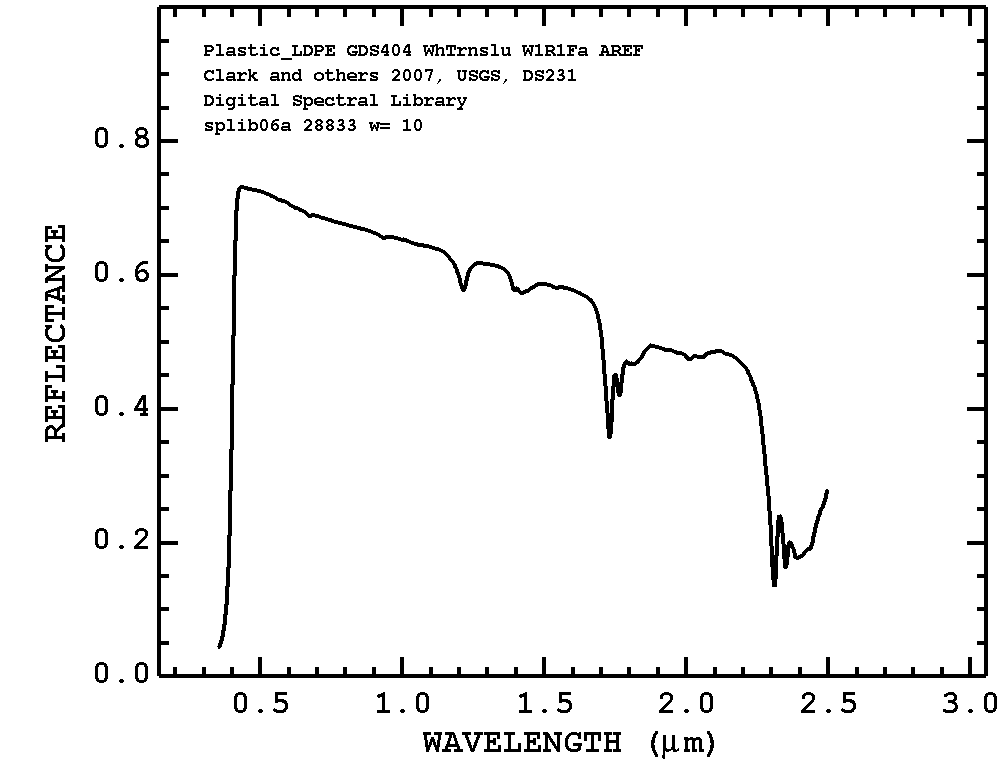 Plastic_LDPE GDS404 WhTrnslu W1R1Fa AREF
Clark and others 2007, USGS, DS231
Digital Spectral Library
splib06a 28833 w= 10
REFLECTANCE
0.8
0.6
0.4
0.2
0.0
0.5 1.0 1.5 2.0 2.5 3.0
WAVELENGTH (μm)